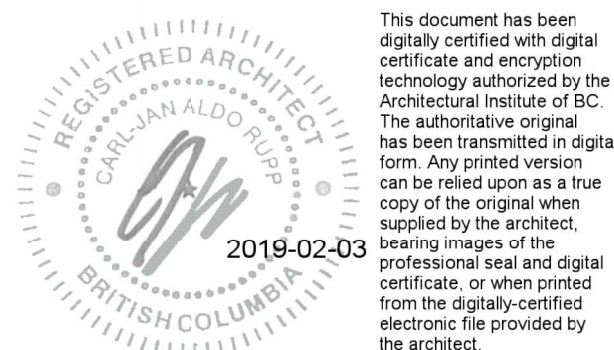 REGISTERED ARCHITECT
CARL-JAN ALDO RUPP
2019-02-03
BRITISH COLUMBIA
This document has been
digitally certified with digital
certificate and encryption
technology authorized by the
Architectural Institute of BC.
The authoritative original
has been transmitted in digita
form. Any printed version
can be relied upon as a true
copy of the original when
supplied by the architect,
bearing images of the
professional seal and digital
certificate, or when printed
from the digitally-certified
electronic file provided by
the architect.